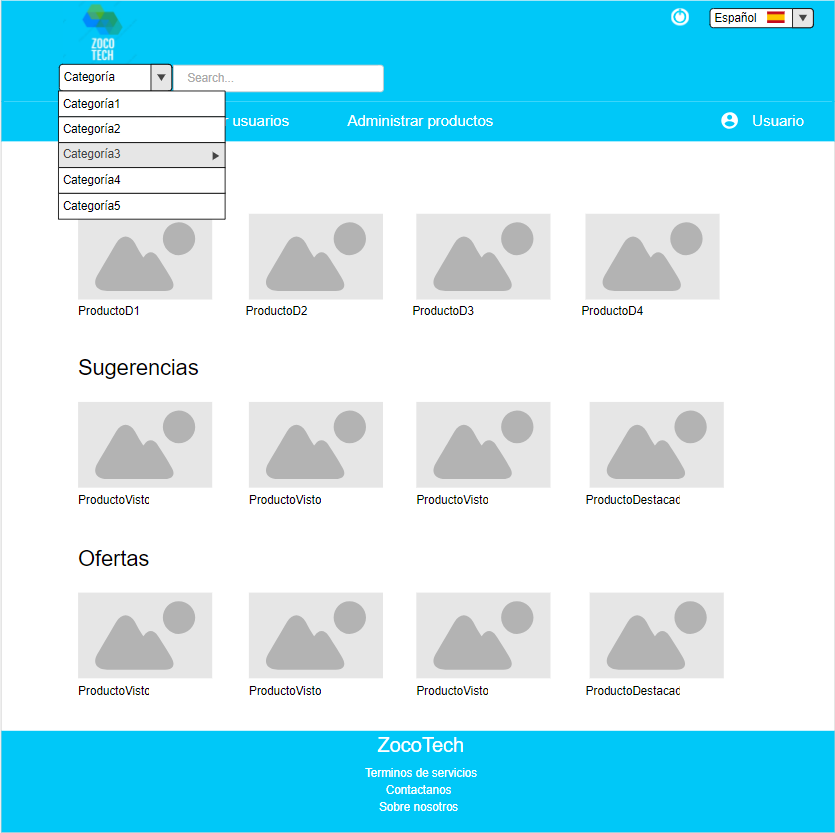 ZOCO
TECH
Español
Categoría
Search...
Categoría1
Categoría2
Categoría3
Categoría4
Categoría5
usuarios
Administrar productos
Usuario
ProductoD1
ProductoD2
ProductoD3
ProductoD4
Sugerencias
ProductoVisto
ProductoVisto
ProductoVisto
ProductoDestacad
Ofertas
ProductoVisto
ProductoVisto
ProductoVisto
ProductoDestacad
ZocoTech
Terminos de servicios
Contactanos
Sobre nosotros